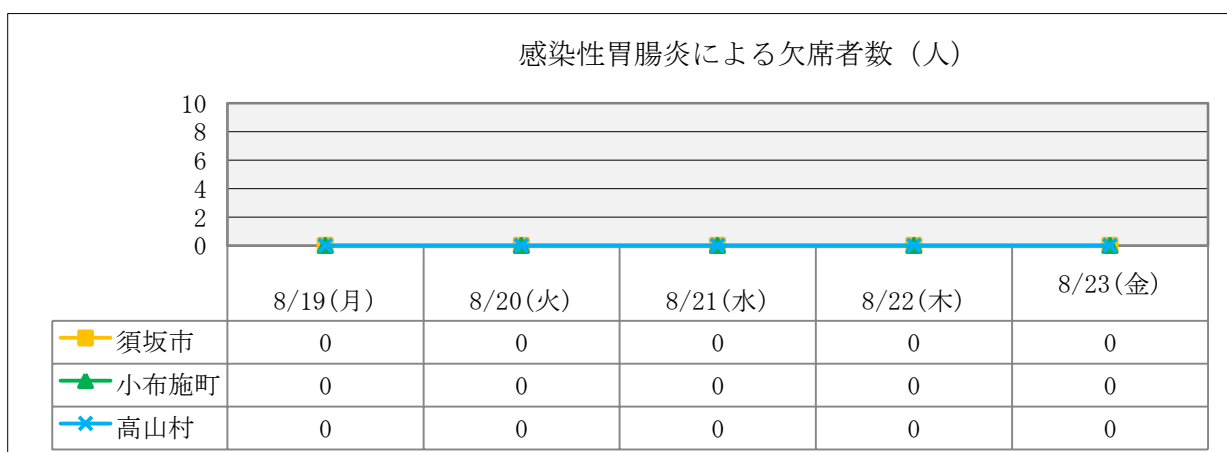 感染性胃腸炎による欠席者数（人）
10
8
6
4
2
0
8/19(月) 8/20(火) 8/21(水) 8/22(木) 8/23(金)
須坂市 0 0 0 0 0
小布施町 0 0 0 0 0
高山村 0 0 0 0 0